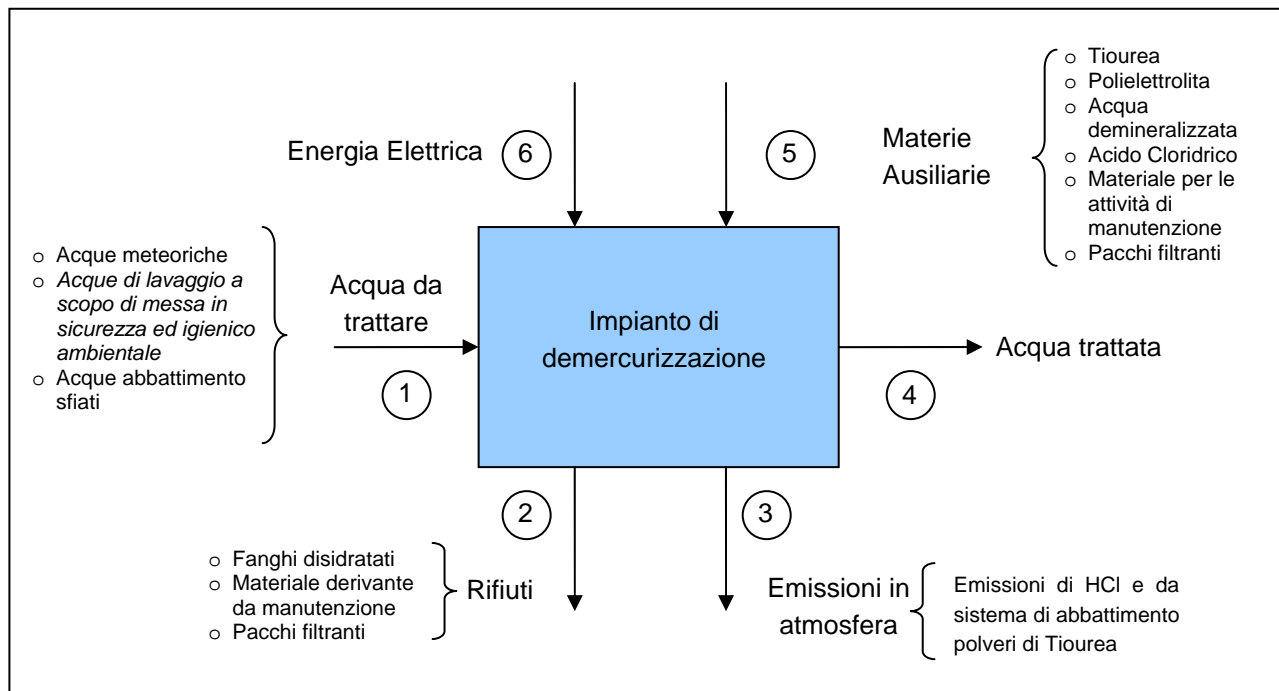 Energia Elettrica
6
5
Materie
Ausiliarie
o Tiourea
o Polielettrolita
o Acqua
demineralizzata
o Acido Cloridrico
o Materiale per le
attività di
manutenzione
o Pacchi filtranti
o Acque meteoriche
o Acque di lavaggio a
scopo di messa in
sicurezza ed igienico
ambientale
o Acque abbattimento
sfiati
Acqua da
trattare
1
Impianto di
demercurizzazione
Acqua trattata
4
2
3
o Fanghi disidratati
o Materiale derivante
da manutenzione
o Pacchi filtranti
Rifiuti
Emissioni in
atmosfera
Emissioni di HCl e da
sistema di abbattimento
polveri di Tiourea